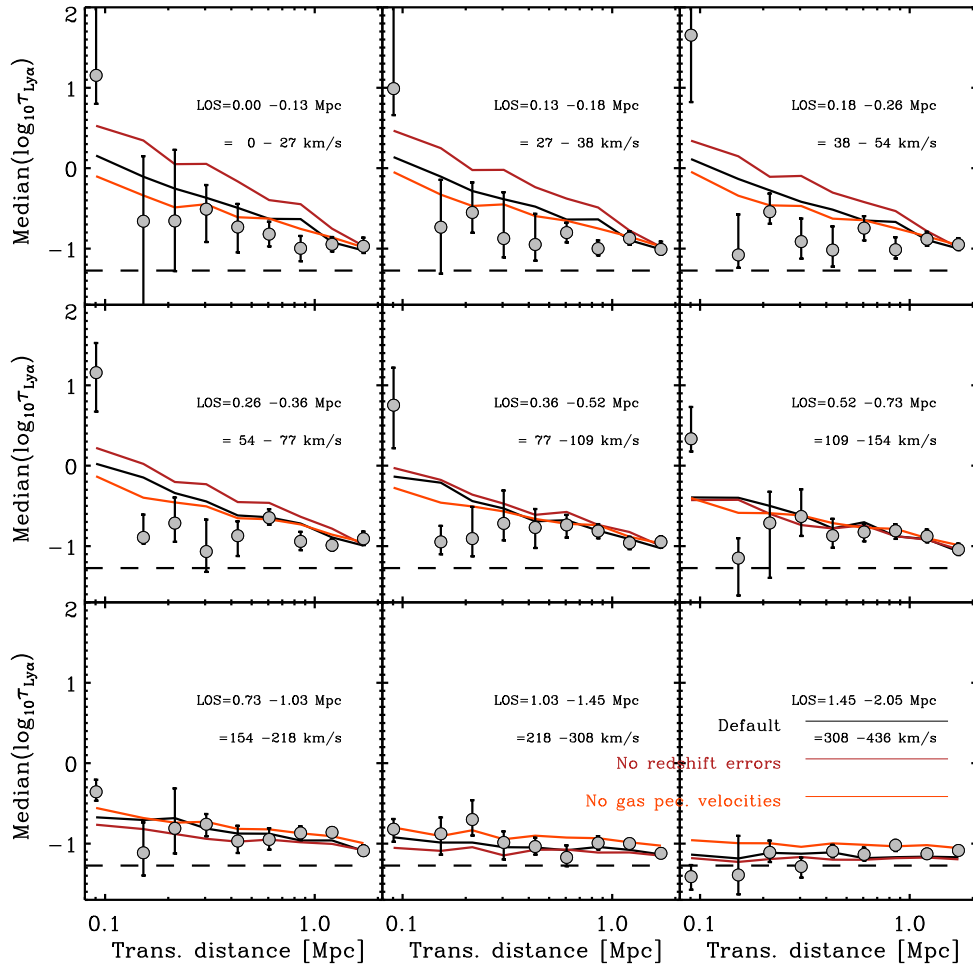 2
1
0
−1
Median(log₁₀τLyα)
LOS=0.00 −0.13 Mpc
= 0 − 27 km/s
LOS=0.13 −0.18 Mpc
= 27 − 38 km/s
LOS=0.18 −0.26 Mpc
= 38 − 54 km/s
2
1
0
−1
Median(log₁₀τLyα)
LOS=0.26 −0.36 Mpc
= 54 − 77 km/s
LOS=0.36 −0.52 Mpc
= 77 −109 km/s
LOS=0.52 −0.73 Mpc
=109 −154 km/s
2
1
0
−1
Median(log₁₀τLyα)
LOS=0.73 −1.03 Mpc
=154 −218 km/s
LOS=1.03 −1.45 Mpc
=218 −308 km/s
LOS=1.45 −2.05 Mpc
=308 −436 km/s
Default
No redshift errors
No gas pec. velocities
0.1 1.0
0.1 1.0
0.1 1.0
Trans. distance [Mpc]
Trans. distance [Mpc]
Trans. distance [Mpc]